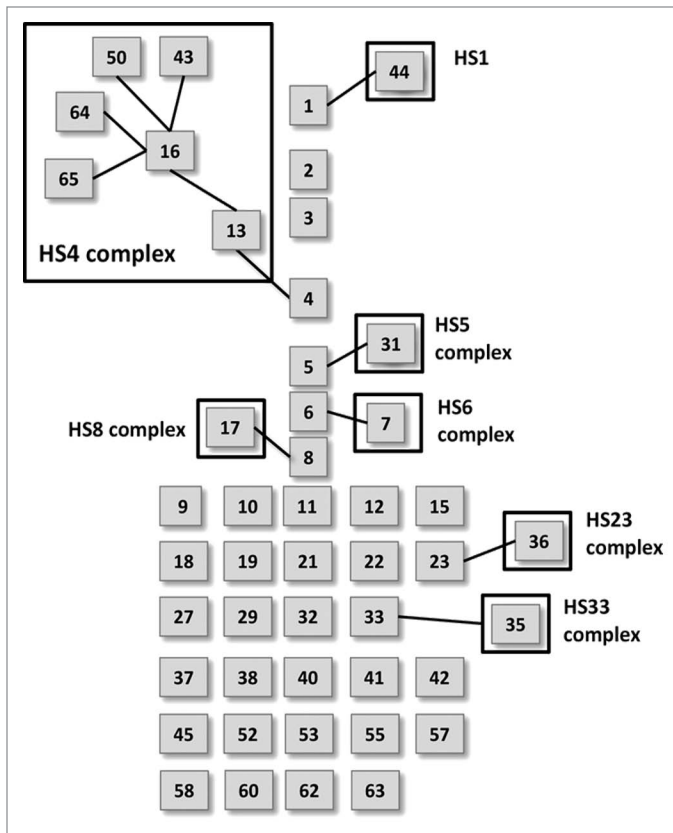 50 43
HS1
44
64
1
16
65
2
13
3
HS4 complex
4
HS5
complex
31
5
HS6
complex
6
7
HS8 complex
17
8
9 10 11 12 15
HS23
complex
36
18 19 21 22 23
HS33
complex
27 29 32 33
35
37 38 40 41 42
45 52 53 55 57
58 60 62 63